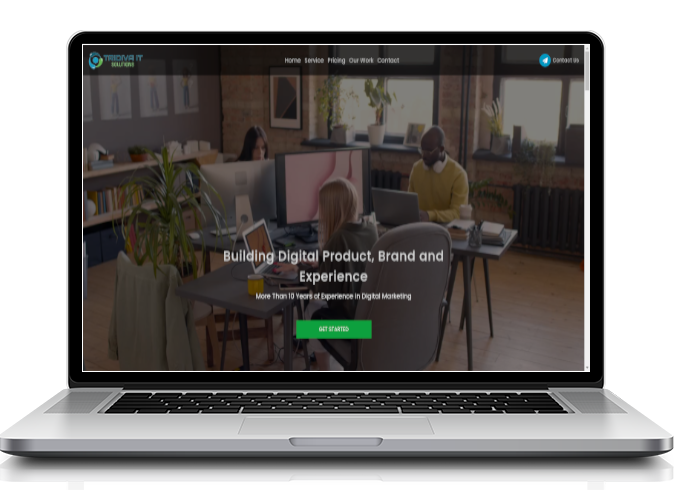 TRIDIVA IT
SOLUTIONS
Home Service Pricing Our Work Contact
Contact Us
Building Digital Product, Brand and
Experience
More Than 10 Years of Experience in Digital Marketing
GET STARTED